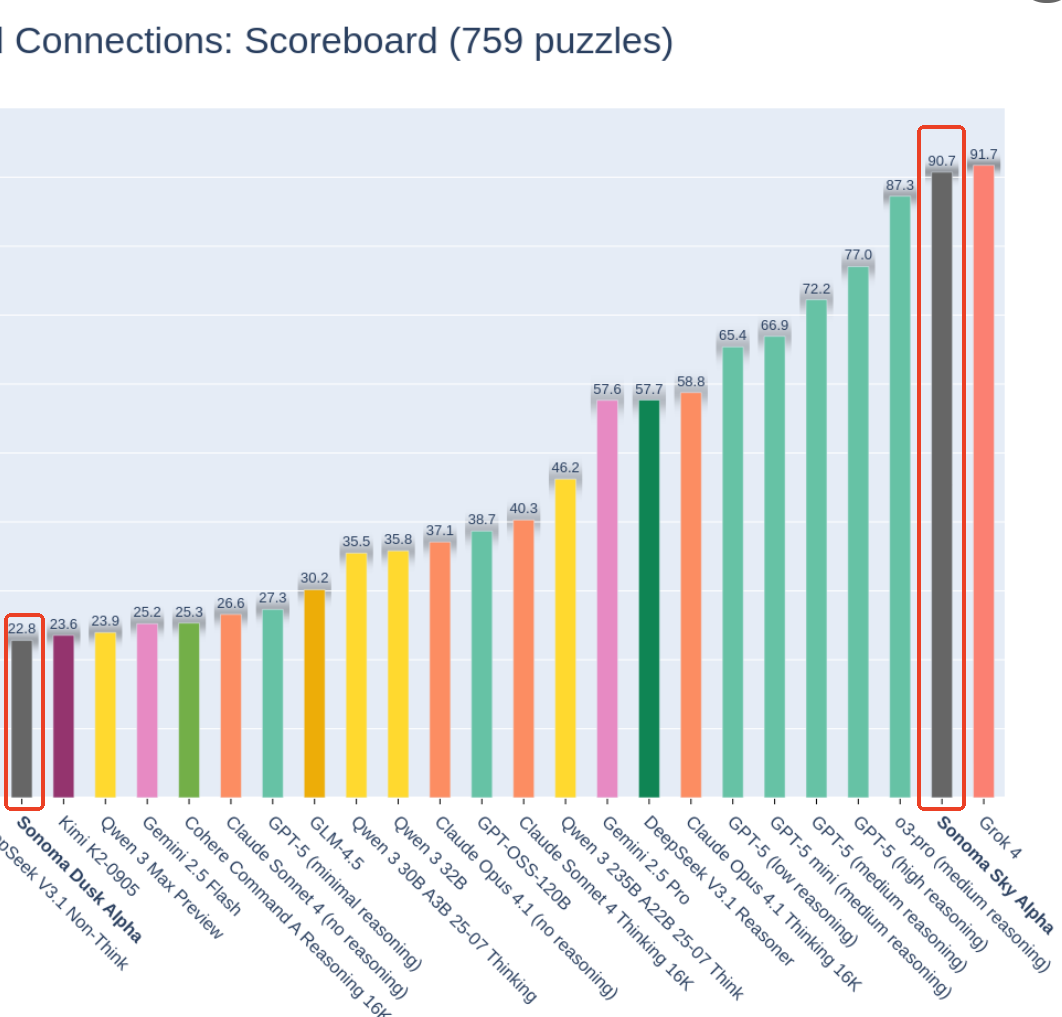 Connections: Scoreboard (759 puzzles)
22.8
23.6
23.9
25.2
25.3
26.6
27.3
30.2
35.5
35.8
37.1
38.7
40.3
46.2
57.6
57.7
58.8
65.4
66.9
72.2
77.0
87.3
90.7
91.7
pSeek V3.1 Non-Think
Sonoma Dusk Alpha
Kimi K2-0905
Qwen 3 Max Preview
Gemini 2.5 Flash
Cohere Command A Reasoning 16K
Claude Sonnet 4 (no reasoning)
GPT-5 (minimal reasoning)
GLM-4.5
Qwen 3 30B A3B 25-07 Thinking
Qwen 3 32B
Claude Opus 4.1 (no reasoning)
GPT-OSS-120B
Claude Sonnet 4 Thinking 16K
Qwen 3 235B A22B 25-07 Think
Gemini 2.5 Pro
DeepSeek V3.1 Reasoner
Claude Opus 4.1 Thinking 16K
GPT-5 (low reasoning)
GPT-5 mini (medium reasoning)
GPT-5 (medium reasoning)
GPT-5 (high reasoning)
o3-pro (medium reasoning)
Sonoma Sky Alpha
Grok 4